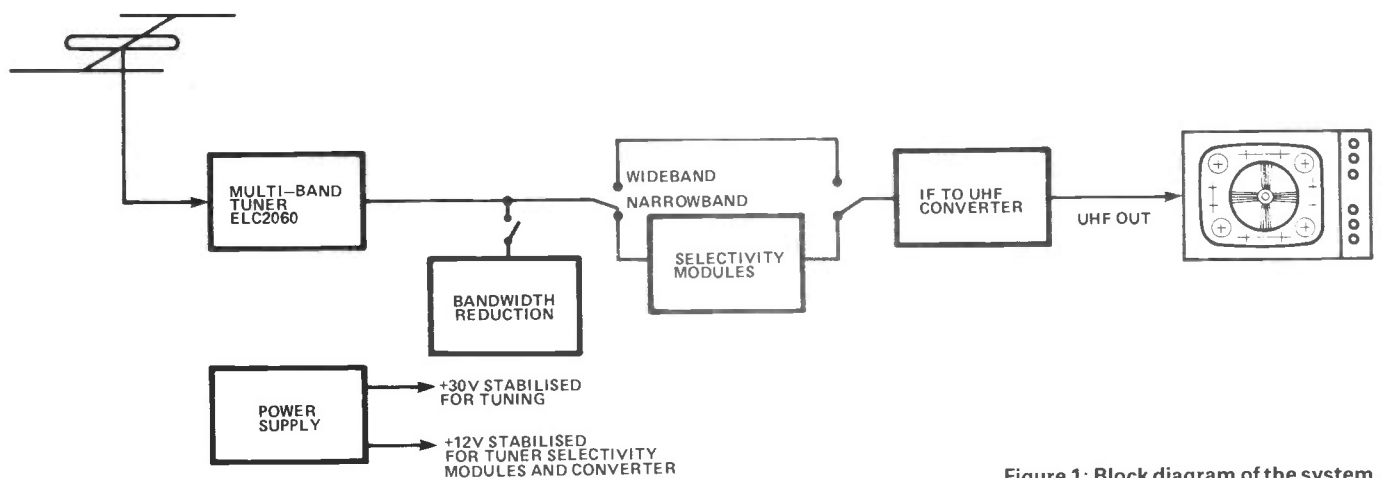 MULTI–BAND
TUNER
ELC2060
WIDEBAND
NARROWBAND
SELECTIVITY
MODULES
BANDWIDTH
REDUCTION
IF TO UHF
CONVERTER
UHF OUT
POWER
SUPPLY
+30V STABILISED
FOR TUNING
+12V STABILISED
FOR TUNER SELECTIVITY
MODULES AND CONVERTER
Figure 1: Block diagram of the system